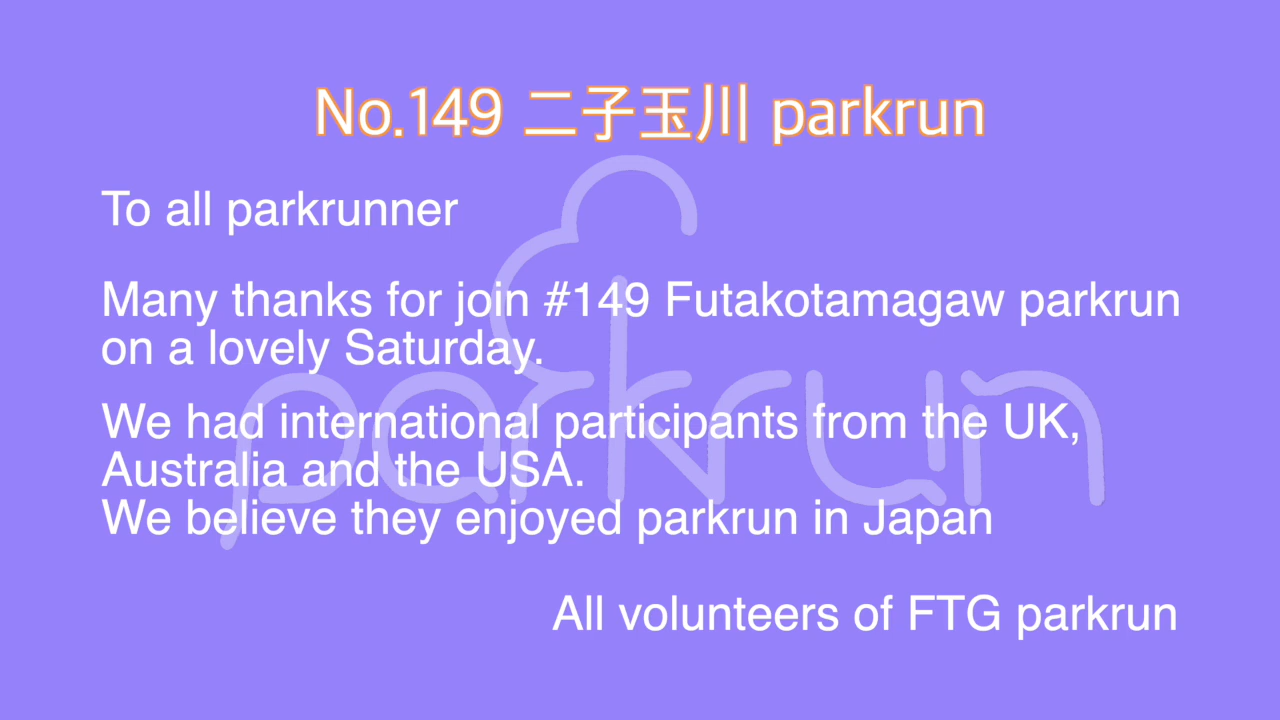 No.149 二子玉川 parkrun
To all parkrunner
Many thanks for join #149 Futakotamagaw parkrun
on a lovely Saturday.
parkrun
We had international participants from the UK,
Australia and the USA.
We believe they enjoyed parkrun in Japan
All volunteers of FTG parkrun